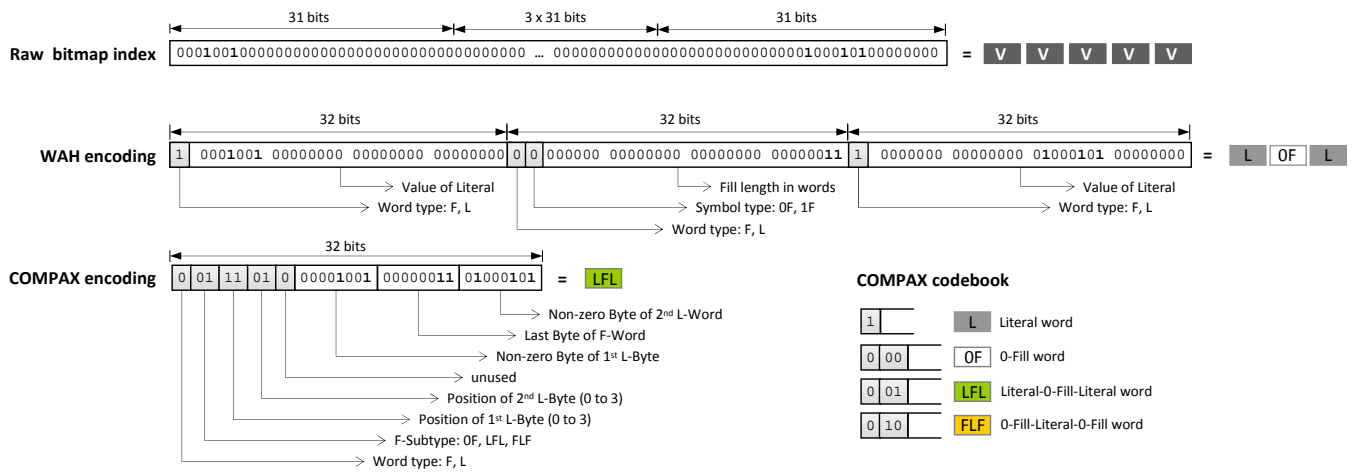 31 bits 3 x 31 bits 31 bits
Raw bitmap index = V V V V V
32 bits 32 bits 32 bits
WAH encoding 1 0001001 00000000 00000000 00000000 0 0 000000 00000000 00000000 00000011 1 0000000 00000000 01000101 00000000 = L 0F L
Value of Literal Fill length in words Value of Literal
Word type: F, L Symbol type: 0F, 1F Word type: F, L
Word type: F, L
32 bits
COMPAX encoding 0 01 11 01 0 00001001 00000011 01000101 = LFL COMPAX codebook
Non-zero Byte of 2nd L-Word 1 L Literal word
Last Byte of F-Word
Non-zero Byte of 1st L-Byte 0 00 0F 0-Fill word
unused
Position of 2nd L-Byte (0 to 3) 0 01 LFL Literal-0-Fill-Literal word
Position of 1st L-Byte (0 to 3)
F-Subtype: 0F, LFL, FLF 0 10 FLF 0-Fill-Literal-0-Fill word
Word type: F, L